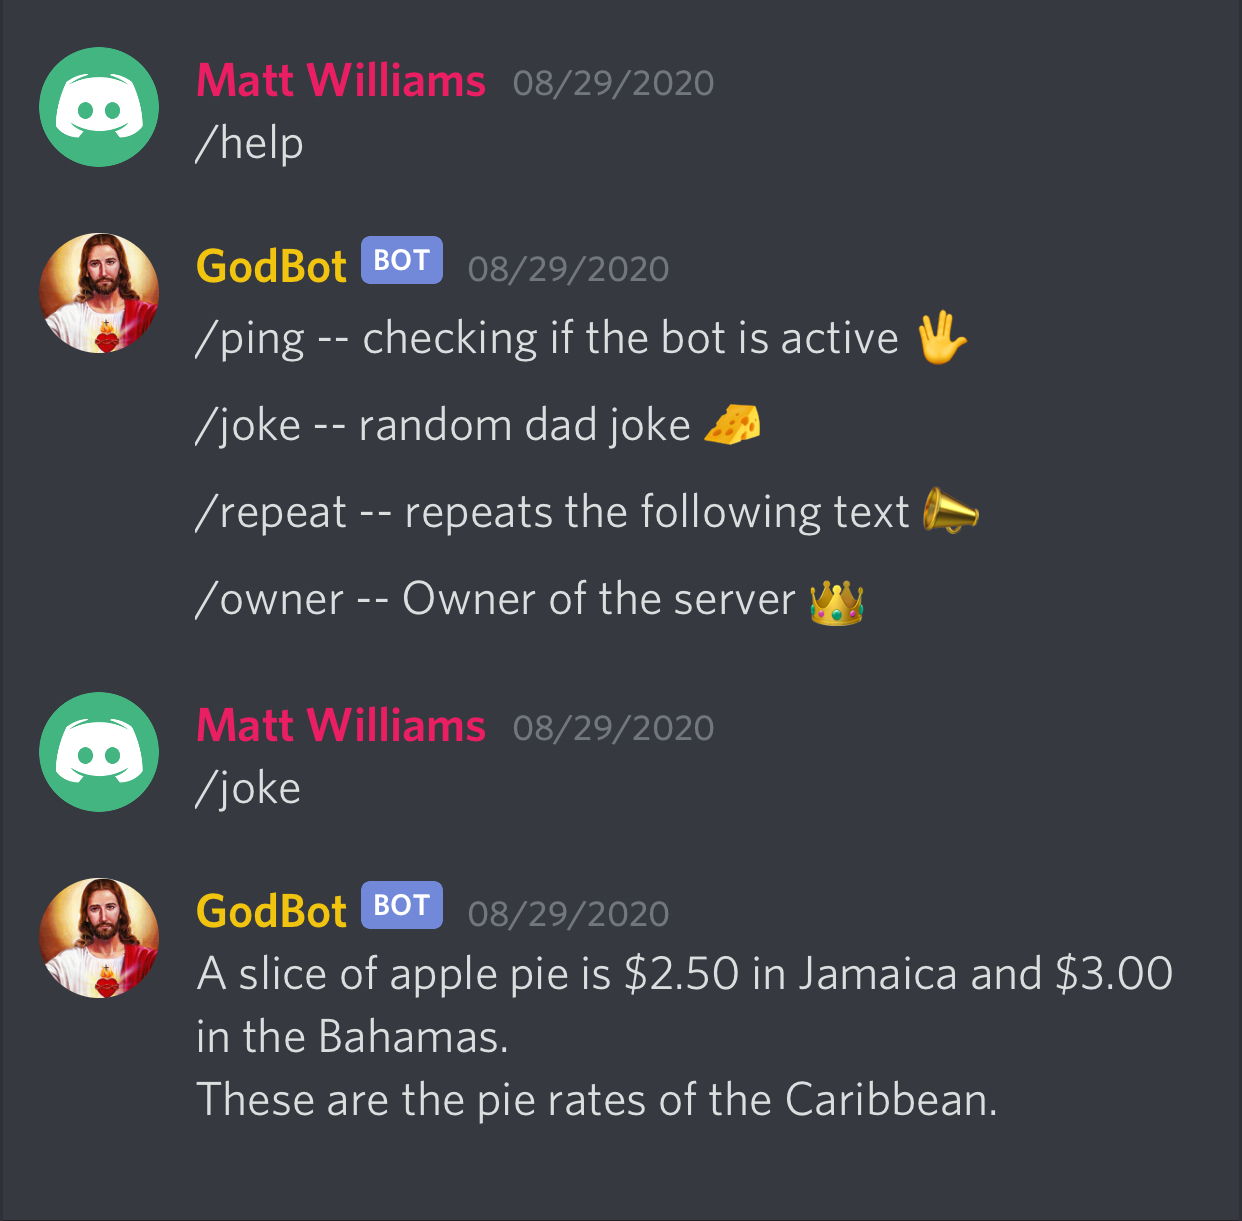 Matt Williams 08/29/2020
/help
GodBot BOT 08/29/2020
/ping -- checking if the bot is active 🖖
/joke -- random dad joke 🧀
/repeat -- repeats the following text 📣
/owner -- Owner of the server 👑
Matt Williams 08/29/2020
/joke
GodBot BOT 08/29/2020
A slice of apple pie is $2.50 in Jamaica and $3.00
in the Bahamas.
These are the pie rates of the Caribbean.